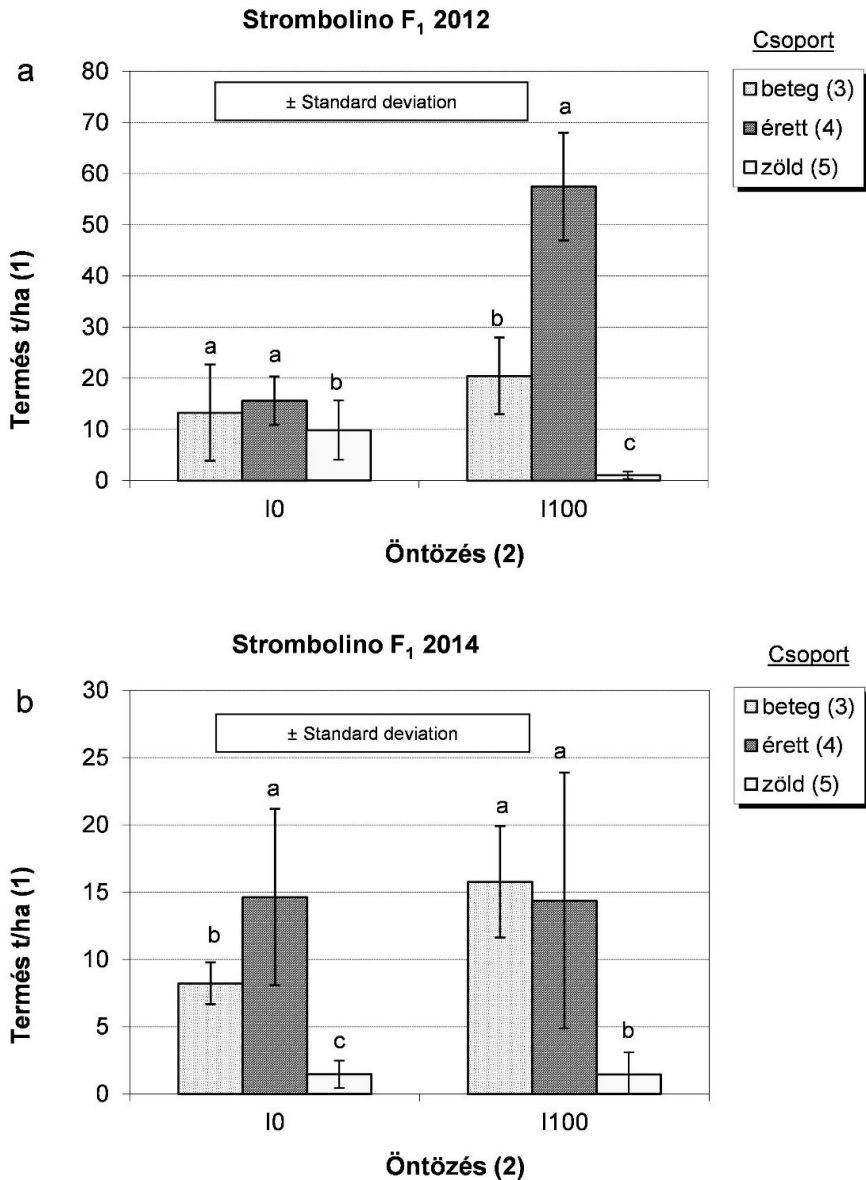 Strombolino F₁ 2012
a
Csoport
beteg (3)
érett (4)
zöld (5)
± Standard deviation
Termés t/ha (1)
80
70
60
50
40
30
20
10
0
a
a
b
b
a
c
I0
I100
Öntözés (2)
Strombolino F₁ 2014
b
Csoport
beteg (3)
érett (4)
zöld (5)
± Standard deviation
Termés t/ha (1)
30
25
20
15
10
5
0
b
a
c
a
a
b
I0
I100
Öntözés (2)